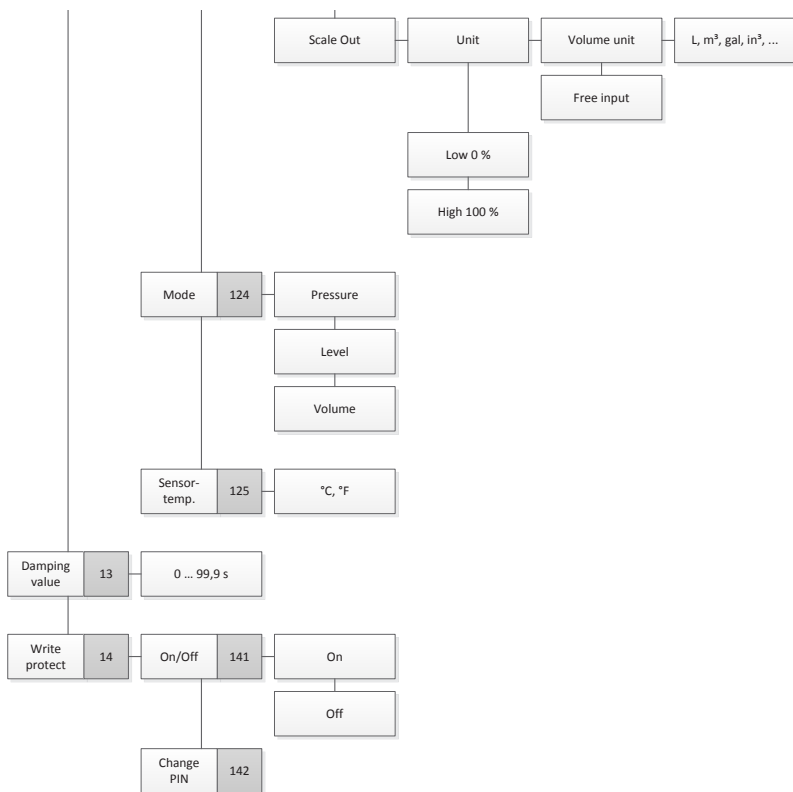 Scale Out
Unit
Volume unit
L, m³, gal, in³, ...
Free input
Low 0 %
High 100 %
Mode
124
Pressure
Level
Volume
Sensor-
temp.
125
°C, °F
Damping
value
13
0 ... 99,9 s
Write
protect
14
On/Off
141
On
Off
Change
PIN
142